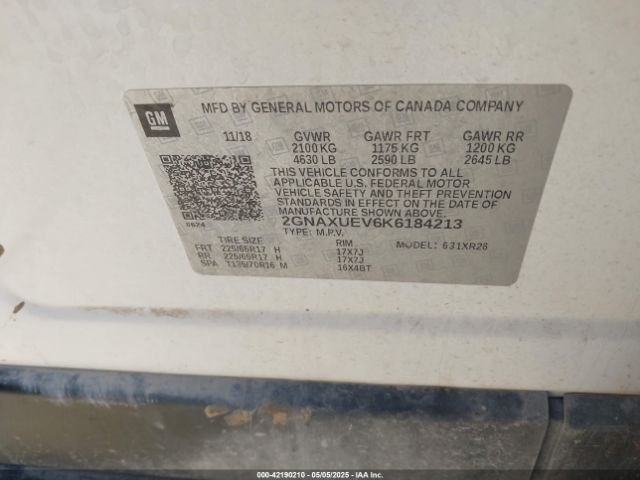 GM
MFD BY GENERAL MOTORS OF CANADA COMPANY
11/18 GVWR GAWR FRT GAWR RR
2100 KG 1175 KG 1200 KG
4630 LB 2590 LB 2645 LB
THIS VEHICLE CONFORMS TO ALL
APPLICABLE U.S. FEDERAL MOTOR
VEHICLE SAFETY AND THEFT PREVENTION
STANDARDS IN EFFECT ON THE DATE OF
MANUFACTURE SHOWN ABOVE.
2GNAXUEV6K6184213
6624
TYPE: M.P.V.
MODEL: 631XR26
TIRE SIZE RIM
FRT 225/65R17 H 17X7J
RR 225/65R17 H 17X7J
SPA T135/70R16 M 16X4BT
000-42190210 - 05/05/2025 - IAAI.COM